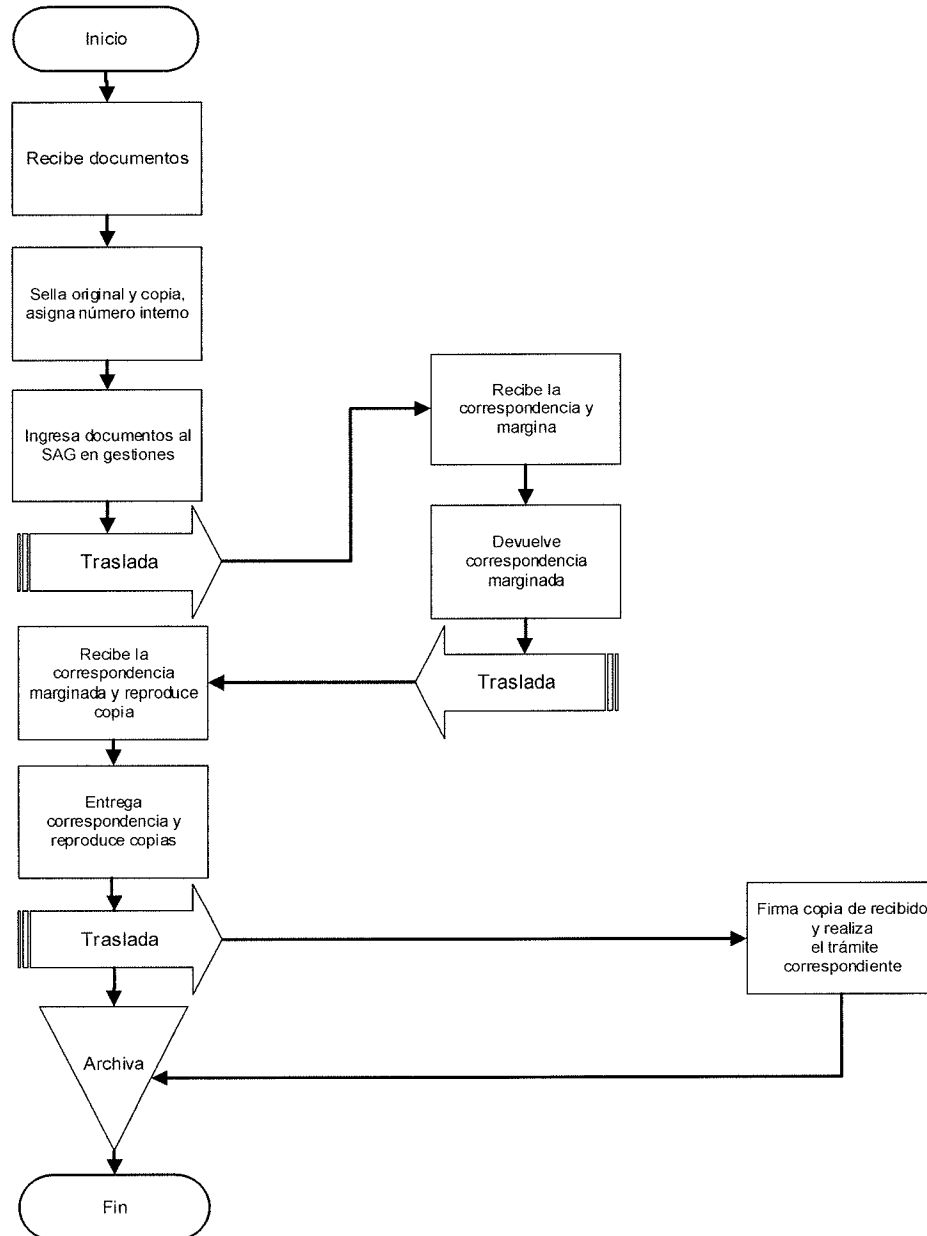 Inicio
Recibe documentos
Sella original y copia,
asigna número interno
Ingresa documentos al
SAG en gestiones
Traslada
Recibe la
correspondencia y
margina
Devuelve
correspondencia
marginada
Traslada
Recibe la
correspondencia
marginada y reproduce
copia
Entrega
correspondencia y
reproduce copias
Traslada
Firma copia de recibido
y realiza
el trámite
correspondiente
Archiva
Fin